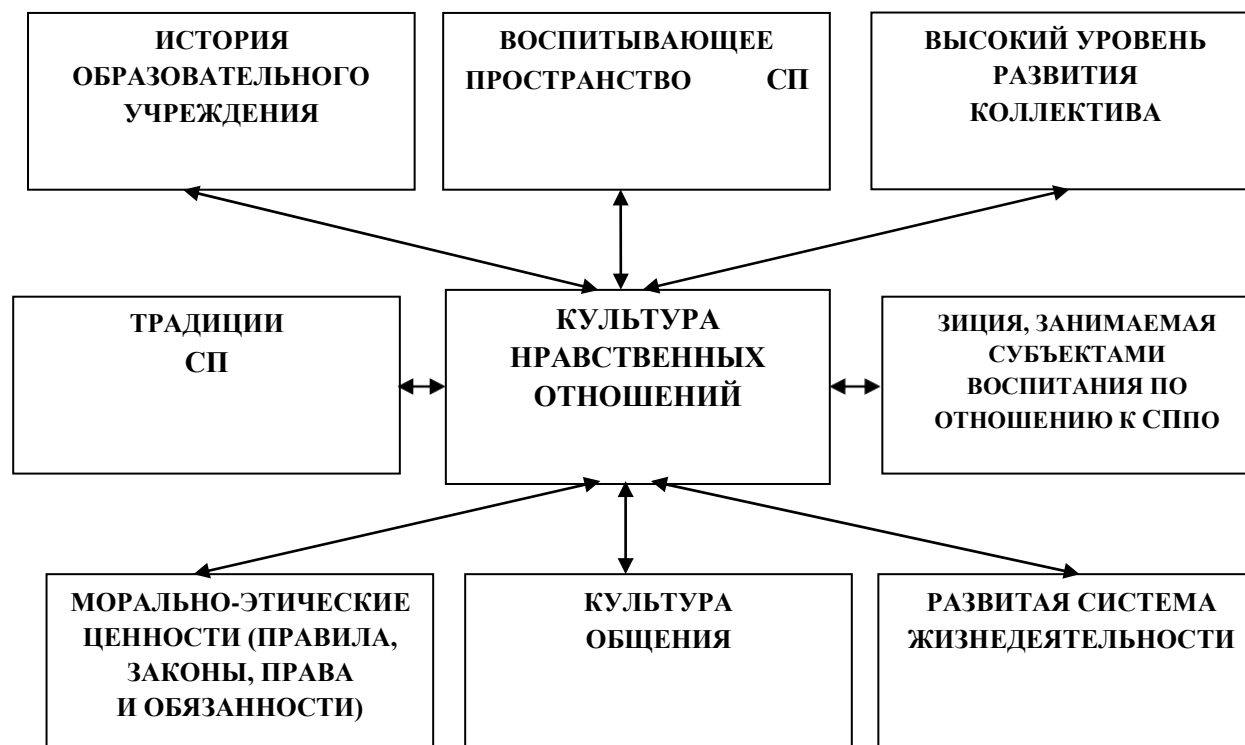 ИСТОРИЯ
ОБРАЗОВАТЕЛЬНОГО
УЧРЕЖДЕНИЯ
ВОСПИТЫВАЮЩЕЕ
ПРОСТРАНСТВО СП
ВЫСОКИЙ УРОВЕНЬ
РАЗВИТИЯ
КОЛЛЕКТИВА
ТРАДИЦИИ
СП
КУЛЬТУРА
НРАВСТВЕННЫХ
ОТНОШЕНИЙ
ЗИЦИЯ, ЗАНИМАЕМАЯ
СУБЪЕКТАМИ
ВОСПИТАНИЯ ПО
ОТНОШЕНИЮ К СППО
МОРАЛЬНО-ЭТИЧЕСКИЕ
ЦЕННОСТИ (ПРАВИЛА,
ЗАКОНЫ, ПРАВА
И ОБЯЗАННОСТИ)
КУЛЬТУРА
ОБЩЕНИЯ
РАЗВИТАЯ СИСТЕМА
ЖИЗНЕДЕЯТЕЛЬНОСТИ